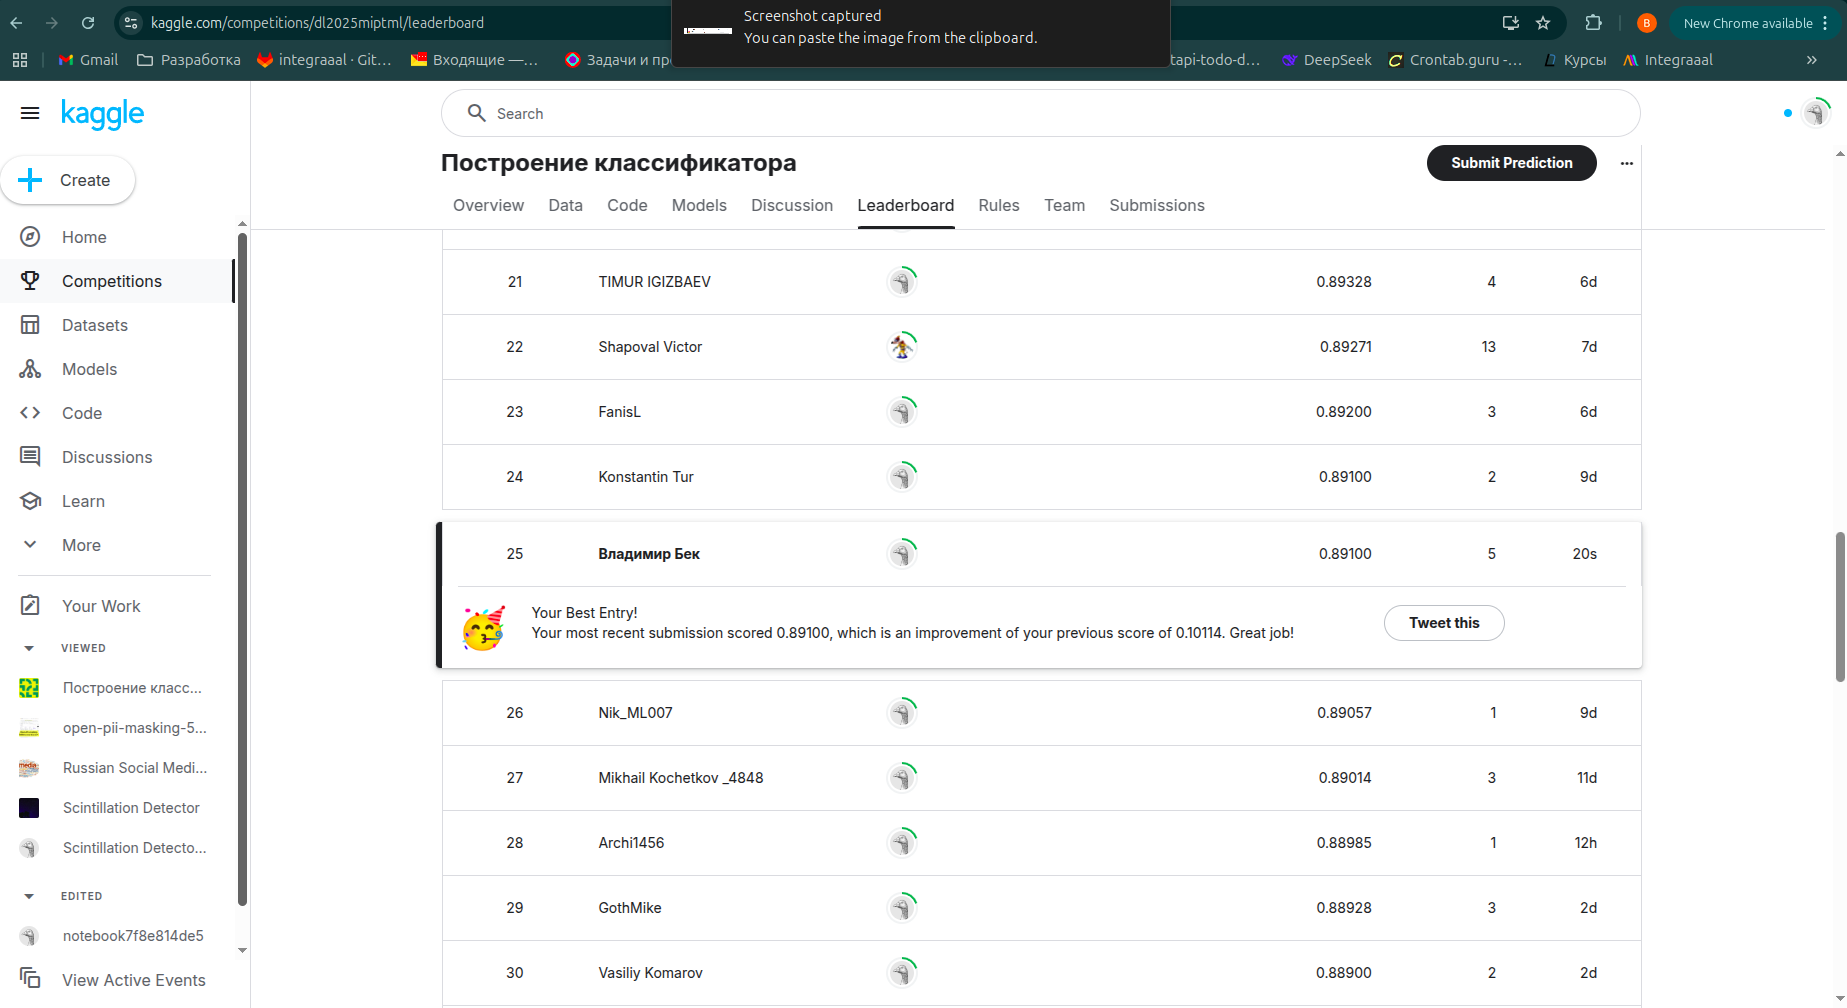 kaggle.com/competitions/dl2025miptml/leaderboard
Screenshot captured
You can paste the image from the clipboard.
B
New Chrome available
Gmail
Разработка
integraaal · Git...
Входящие —...
Задачи и пр
tapi-todo-d...
DeepSeek
Crontab.guru -...
Курсы
Integraaal
»
kaggle
Search
Create
Построение классификатора
Submit Prediction
Overview
Data
Code
Models
Discussion
Leaderboard
Rules
Team
Submissions
Home
Competitions
Datasets
Models
Code
Discussions
Learn
More
Your Work
VIEWED
Построение класс...
open-pii-masking-5...
Russian Social Medi...
Scintillation Detector
Scintillation Detecto...
EDITED
notebook7f8e814de5
View Active Events
21 TIMUR IGIZBAEV 0.89328 4 6d
22 Shapoval Victor 0.89271 13 7d
23 FanisL 0.89200 3 6d
24 Konstantin Tur 0.89100 2 9d
25 Владимир Бек 0.89100 5 20s
Your Best Entry!
Your most recent submission scored 0.89100, which is an improvement of your previous score of 0.10114. Great job!
Tweet this
26 Nik_ML007 0.89057 1 9d
27 Mikhail Kochetkov _4848 0.89014 3 11d
28 Archi1456 0.88985 1 12h
29 GothMike 0.88928 3 2d
30 Vasiliy Komarov 0.88900 2 2d